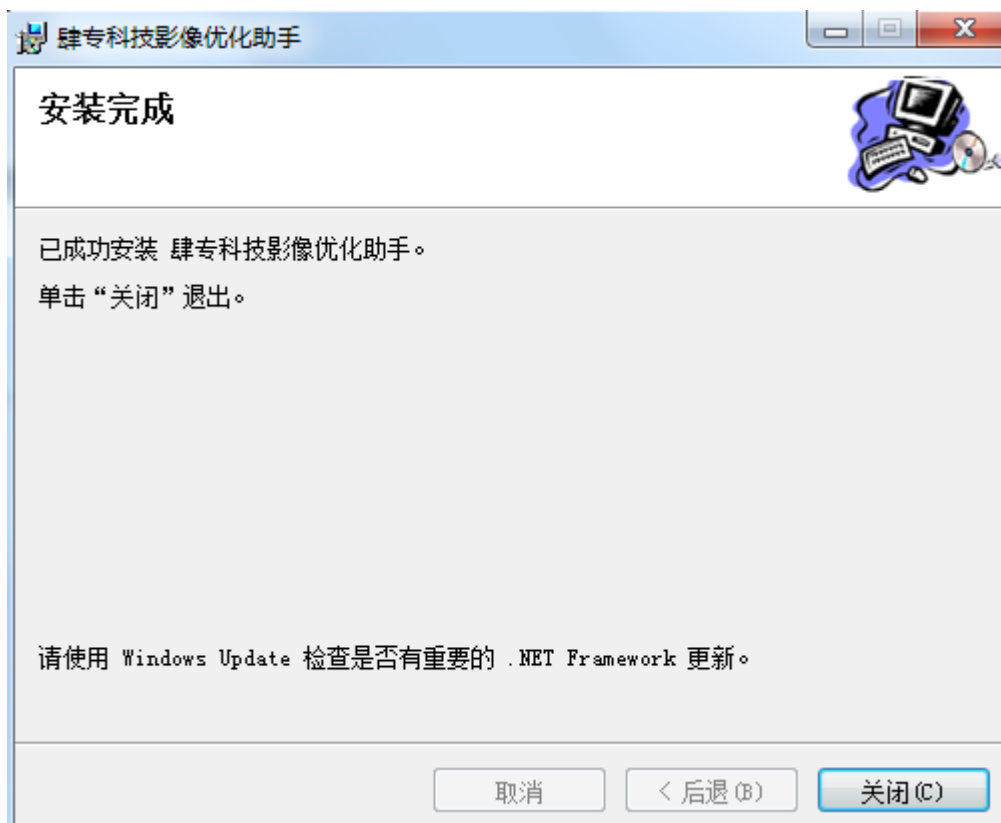 肆专科技影像优化助手
安装完成
已成功安装 肆专科技影像优化助手。
单击“关闭”退出。
请使用 Windows Update 检查是否有重要的 .NET Framework 更新。
取消
< 后退(B)
关闭(C)